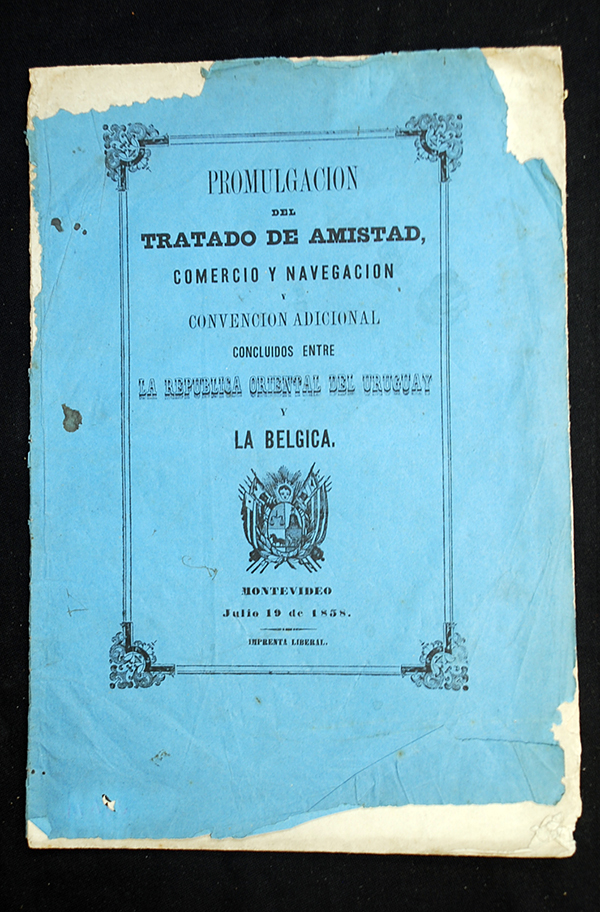 PROMULGACION
DEL
TRATADO DE AMISTAD,
COMERCIO Y NAVEGACION
Y
CONVENCION ADICIONAL
CONCLUIDOS ENTRE
LA REPUBLICA ORIENTAL DEL URUGUAY
Y
LA BELGICA.
MONTEVIDEO
Julio 19 de 1858.
IMPRENTA LIBERAL.